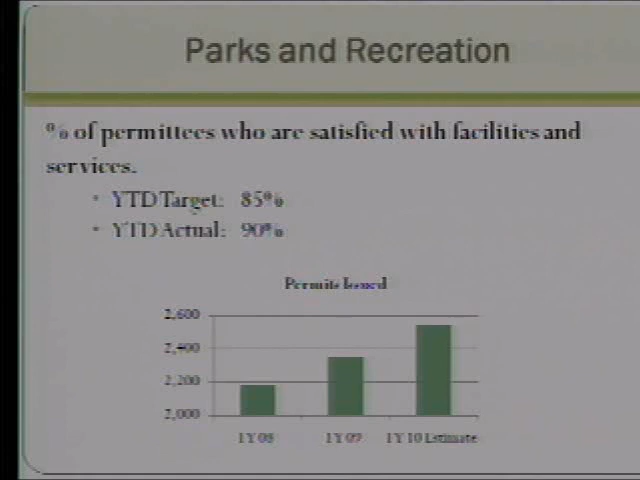 Parks and Recreation
% of permittees who are satisfied with facilities and
services.
• YTD Target: 85%
• YTD Actual: 90%
Permits Issued
2,600
2,400
2,200
2,000
FY 08 FY 09 FY 10 Estimate